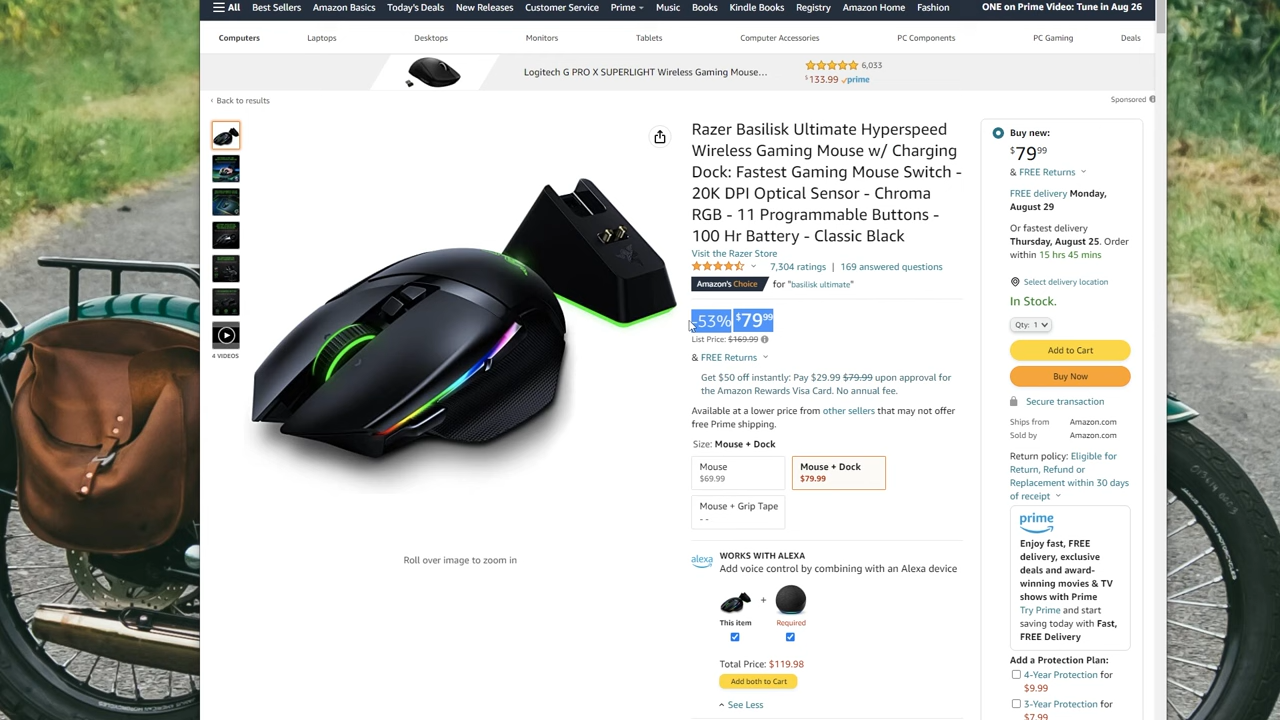 All Best Sellers Amazon Basics Today's Deals New Releases Customer Service Prime Music Books Kindle Books Registry Amazon Home Fashion ONE on Prime Video: Tune in Aug 26
Computers Laptops Desktops Monitors Tablets Computer Accessories PC Components PC Gaming Deals
Logitech G PRO X SUPERLIGHT Wireless Gaming Mouse... 6,033
$133.99 prime
‹ Back to results
Sponsored
Razer Basilisk Ultimate Hyperspeed
Wireless Gaming Mouse w/ Charging
Dock: Fastest Gaming Mouse Switch -
20K DPI Optical Sensor - Chroma
RGB - 11 Programmable Buttons -
100 Hr Battery - Classic Black
Visit the Razer Store
7,304 ratings | 169 answered questions
Amazon's Choice for "basilisk ultimate"
-53% $79.99
List Price: $169.99
& FREE Returns
Get $50 off instantly: Pay $29.99 $79.99 upon approval for
the Amazon Rewards Visa Card. No annual fee.
Available at a lower price from other sellers that may not offer
free Prime shipping.
Size: Mouse + Dock
Mouse
$69.99
Mouse + Dock
$79.99
Mouse + Grip Tape
- -
alexa
WORKS WITH ALEXA
Add voice control by combining with an Alexa device
+
This item
Required
Total Price: $119.98
Add both to Cart
See Less
4 VIDEOS
Roll over image to zoom in
Buy new:
$79.99
& FREE Returns
FREE delivery Monday,
August 29
Or fastest delivery
Thursday, August 25. Order
within 15 hrs 45 mins
Select delivery location
In Stock.
Qty: 1
Add to Cart
Buy Now
Secure transaction
Ships from Amazon.com
Sold by Amazon.com
Return policy: Eligible for
Return, Refund or
Replacement within 30 days
of receipt
prime
Enjoy fast, FREE
delivery, exclusive
deals and award-
winning movies & TV
shows with Prime
Try Prime and start
saving today with Fast,
FREE Delivery
Add a Protection Plan:
4-Year Protection for
$9.99
3-Year Protection for
$7.99